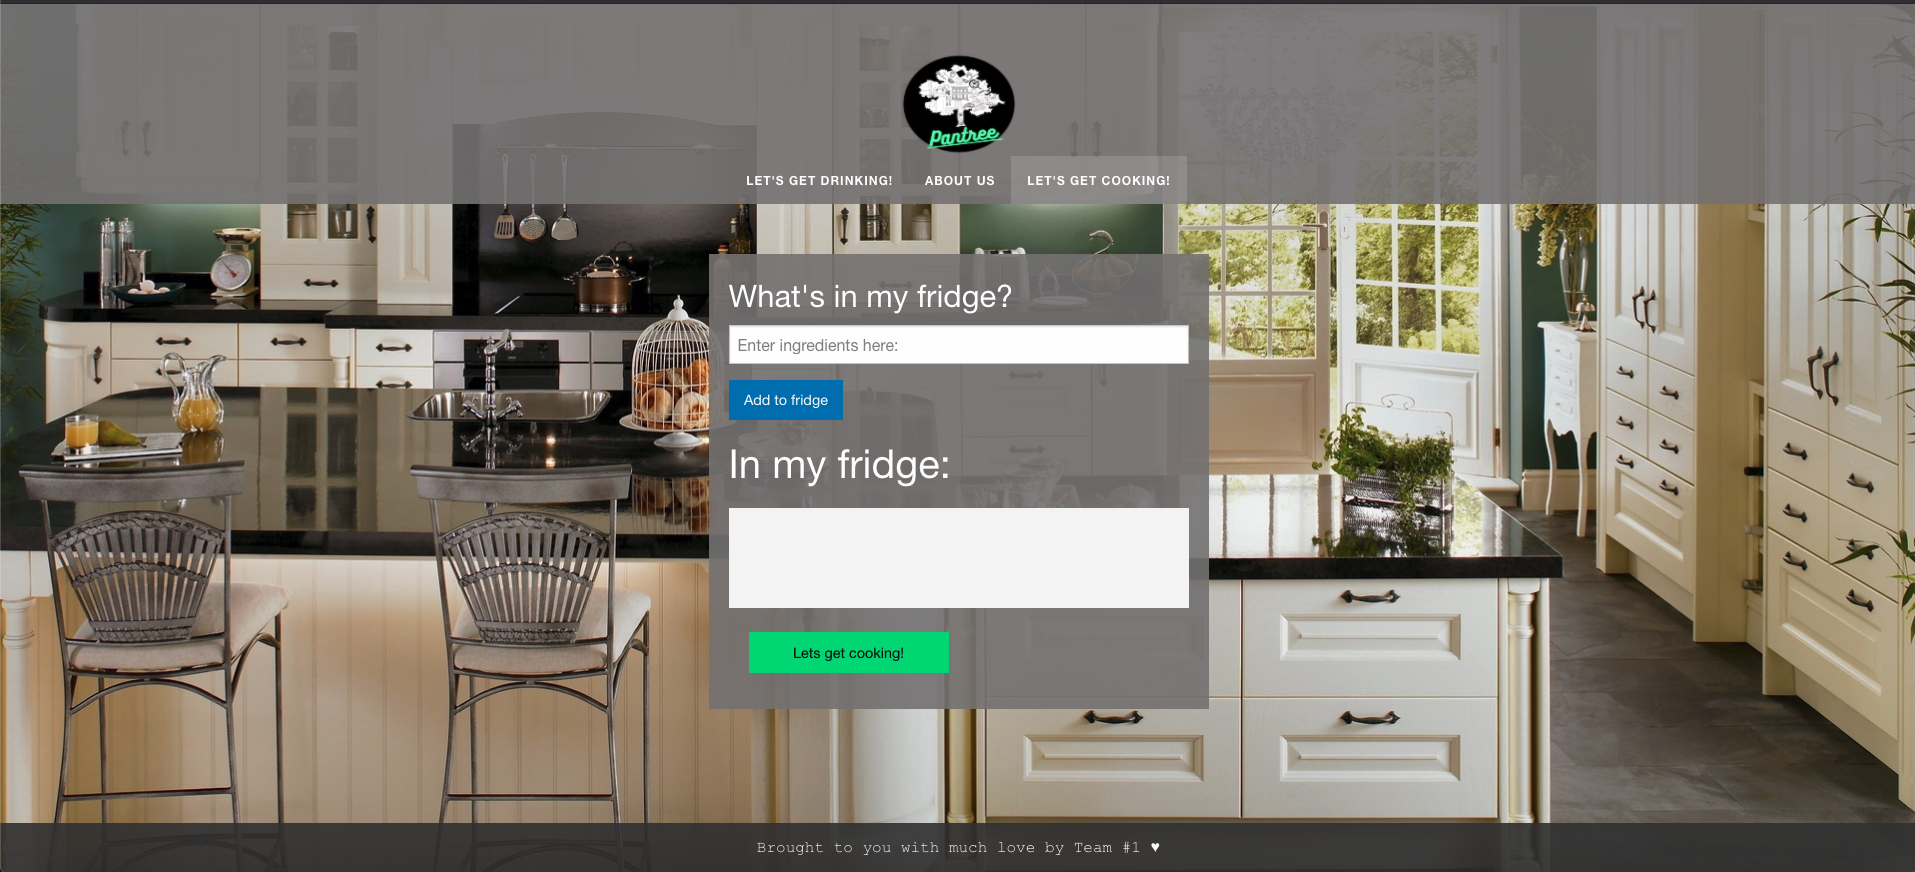 Pantree
LET'S GET DRINKING! ABOUT US LET'S GET COOKING!
What's in my fridge?
Enter ingredients here:
Add to fridge
In my fridge:
Lets get cooking!
Brought to you with much love by Team #1 ♥